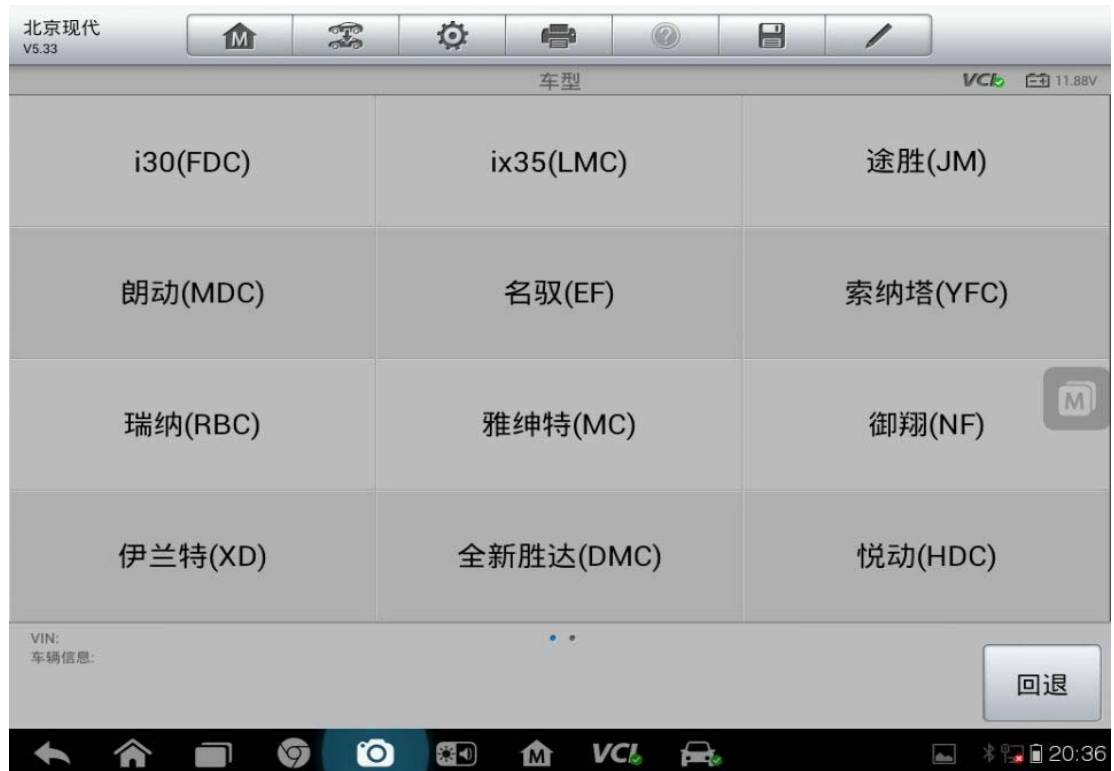 北京现代
V5.33
M
?
车型
VCI
11.88V
i30(FDC)
ix35(LMC)
途胜(JM)
朗动(MDC)
名驭(EF)
索纳塔(YFC)
M
瑞纳(RBC)
雅绅特(MC)
御翔(NF)
伊兰特(XD)
全新胜达(DMC)
悦动(HDC)
VIN:
车辆信息:
回退
M
VCI
20:36